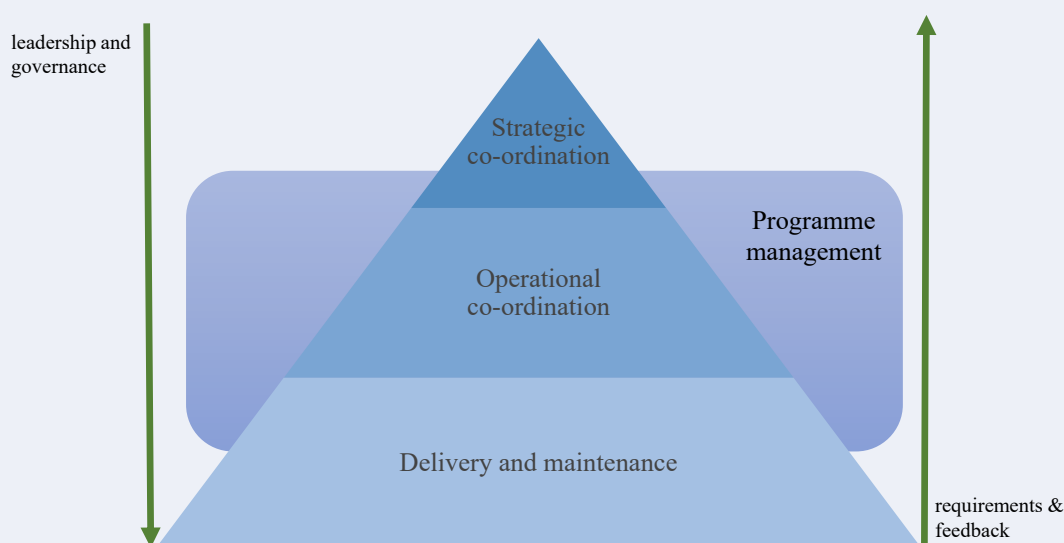 leadership and
governance
Strategic
co-ordination
Programme
management
Operational
co-ordination
Delivery and maintenance
requirements &
feedback